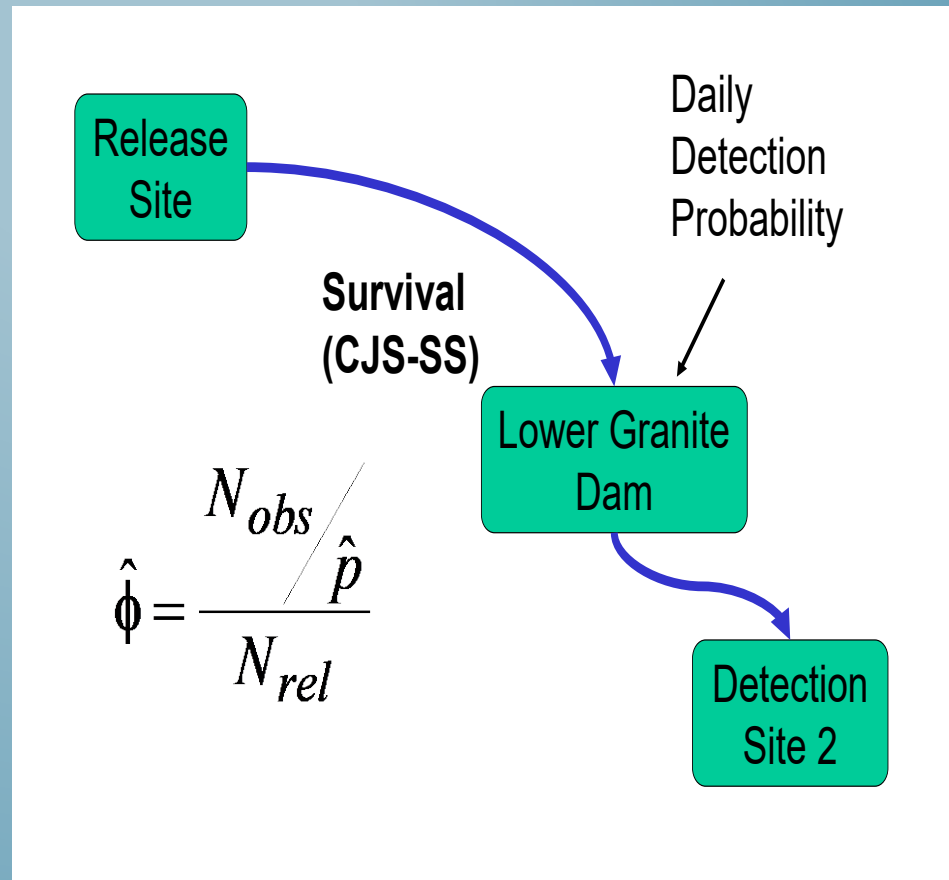 Release
Site
Daily
Detection
Probability
Survival
(CJS-SS)
Lower Granite
Dam
ϕ̂ = (N_obs / p̂) / N_rel
Detection
Site 2